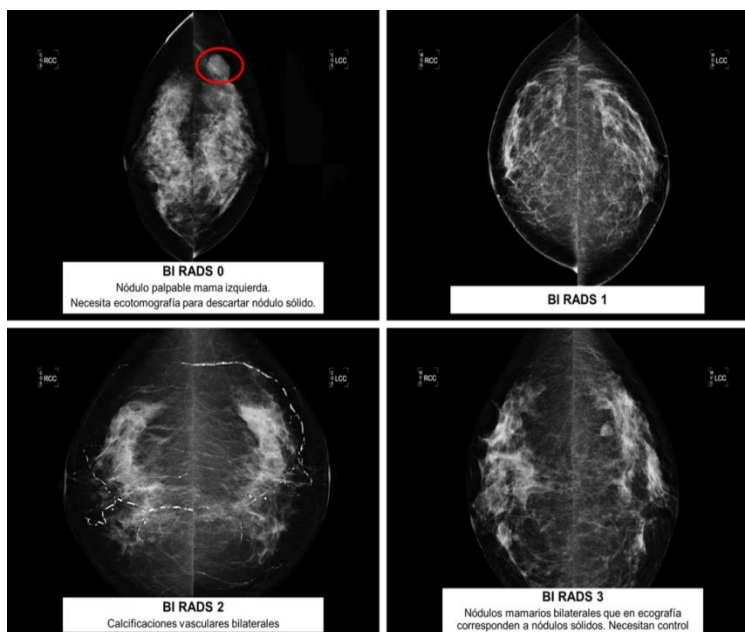 RCC
LCC
BI RADS 0
Nódulo palpable mama izquierda.
Necesita ecotomografía para descartar nódulo sólido.
RCC
LCC
BI RADS 1
RCC
LCC
BI RADS 2
Calcificaciones vasculares bilaterales
RCC
LCC
BI RADS 3
Nódulos mamarios bilaterales que en ecografía
corresponden a nódulos sólidos. Necesitan control